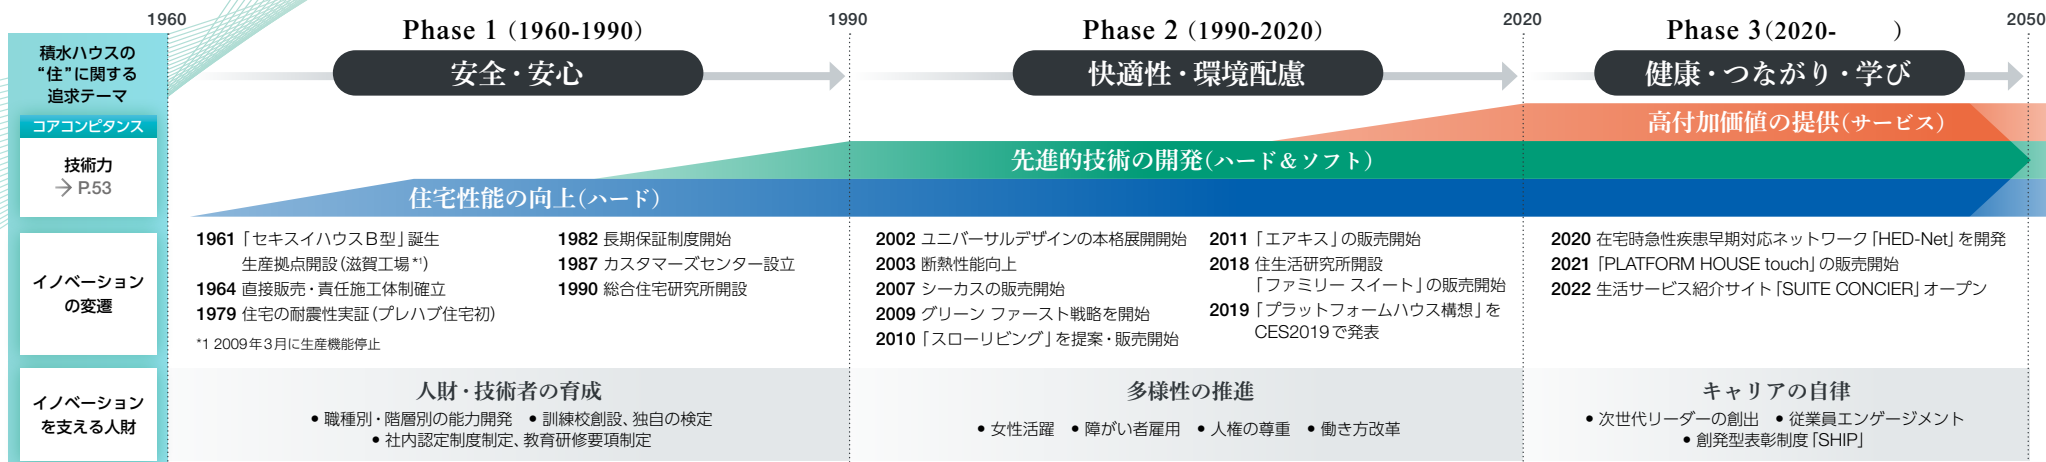 1960
1990
2020
2050
積水ハウスの
“住”に関する
追求テーマ
Phase 1 (1960-1990)
安全・安心
Phase 2 (1990-2020)
快適性・環境配慮
Phase 3(2020-　　)
健康・つながり・学び
コアコンピタンス
技術力
→ P.53
高付加価値の提供(サービス)
先進的技術の開発(ハード&ソフト)
住宅性能の向上(ハード)
イノベーション
の変遷
1961「セキスイハウスB型」誕生
生産拠点開設(滋賀工場*1)
1964 直接販売・責任施工体制確立
1979 住宅の耐震性実証(プレハブ住宅初)
*1 2009年3月に生産機能停止
1982 長期保証制度開始
1987 カスタマーズセンター設立
1990 総合住宅研究所開設
2002 ユニバーサルデザインの本格展開開始
2003 断熱性能向上
2007 シーカスの販売開始
2009 グリーン ファースト戦略を開始
2010「スローリビング」を提案・販売開始
2011「エアキス」の販売開始
2018 住生活研究所開設
「ファミリー スイート」の販売開始
2019「プラットフォームハウス構想」を
CES2019で発表
2020 在宅時急性疾患早期対応ネットワーク「HED-Net」を開発
2021「PLATFORM HOUSE touch」の販売開始
2022 生活サービス紹介サイト「SUITE CONCIER」オープン
イノベーション
を支える人財
人財・技術者の育成
• 職種別・階層別の能力開発　• 訓練校創設、独自の検定
• 社内認定制度制定、教育研修要項制定
多様性の推進
• 女性活躍　• 障がい者雇用　• 人権の尊重　• 働き方改革
キャリアの自律
• 次世代リーダーの創出　• 従業員エンゲージメント
• 創発型表彰制度「SHIP」